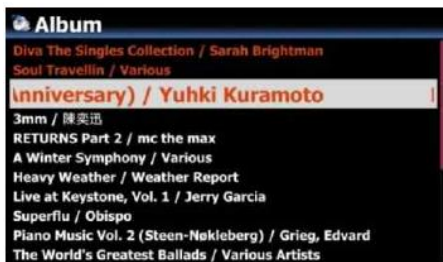 Album
Diva The Singles Collection / Sarah Brightman
Soul Travellin / Various
Anniversary) / Yuhki Kuramoto
3mm / 陳奕迅
RETURNS Part 2 / mc the max
A Winter Symphony / Various
Heavy Weather / Weather Report
Live at Keystone, Vol. 1 / Jerry Garcia
Superflu / Obispo
Piano Music Vol. 2 (Steen-Nøkleberg) / Grieg, Edvard
The World's Greatest Ballads / Various Artists